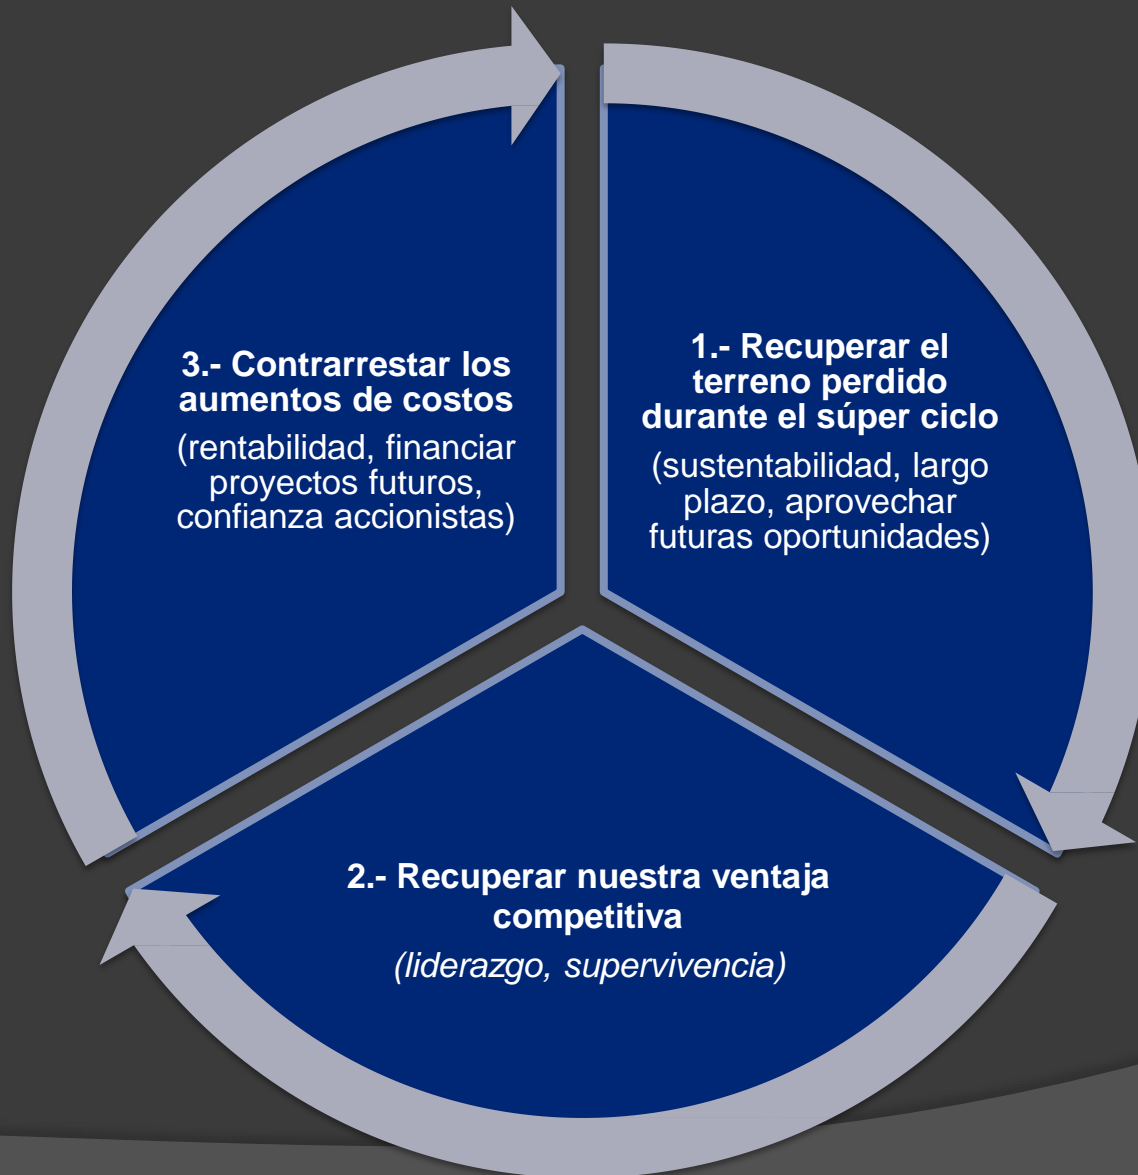 1.- Recuperar el
terreno perdido
durante el súper ciclo
(sustentabilidad, largo
plazo, aprovechar
futuras oportunidades)
2.- Recuperar nuestra ventaja
competitiva
(liderazgo, supervivencia)
3.- Contrarrestar los
aumentos de costos
(rentabilidad, financiar
proyectos futuros,
confianza accionistas)